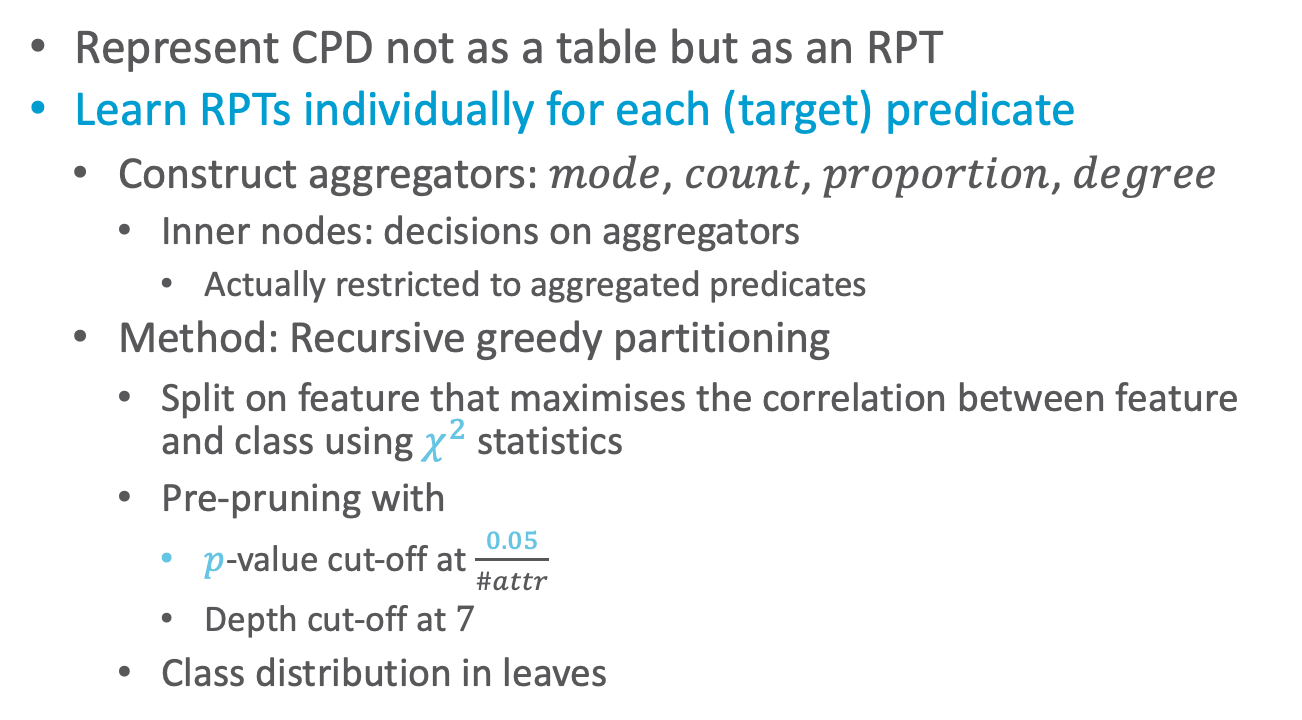 • Represent CPD not as a table but as an RPT
• Learn RPTs individually for each (target) predicate
• Construct aggregators: mode, count, proportion, degree
• Inner nodes: decisions on aggregators
• Actually restricted to aggregated predicates
• Method: Recursive greedy partitioning
• Split on feature that maximises the correlation between feature
and class using χ² statistics
• Pre-pruning with
• p-value cut-off at 0.05/#attr
• Depth cut-off at 7
• Class distribution in leaves